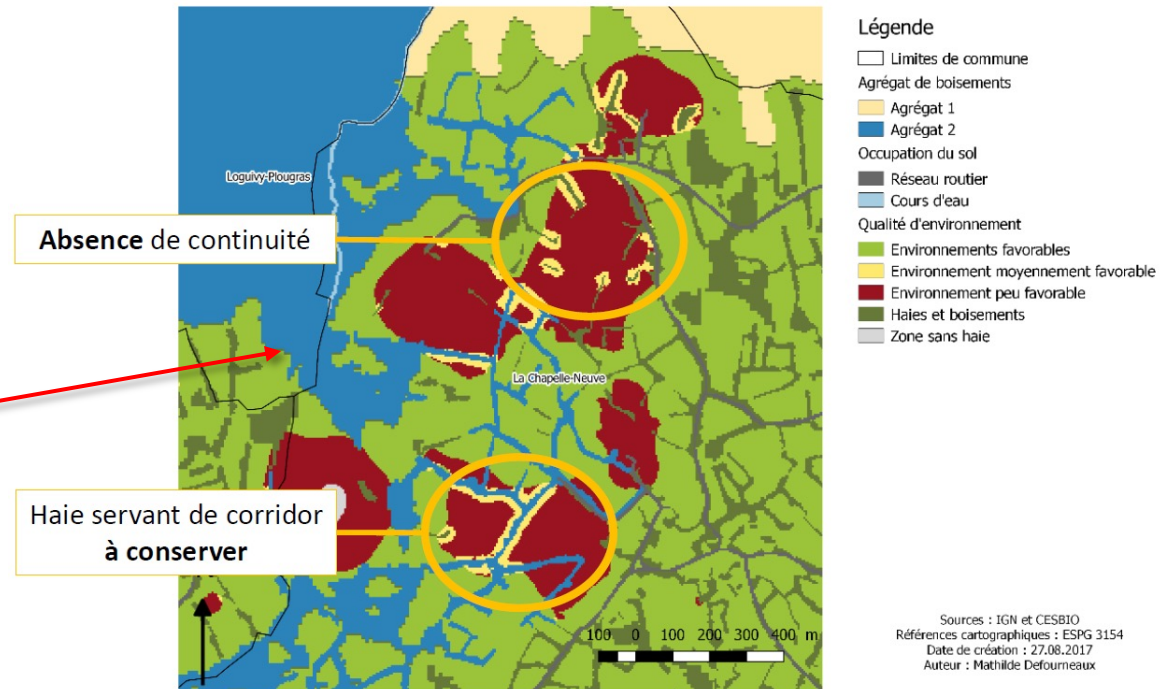 Loguivy-Plougras
Absence de continuité
La Chapelle-Neuve
Haie servant de corridor
à conserver
100 0 100 200 300 400 m
Légende
Limites de commune
Agrégat de boisements
Agrégat 1
Agrégat 2
Occupation du sol
Réseau routier
Cours d'eau
Qualité d'environnement
Environnements favorables
Environnement moyennement favorable
Environnement peu favorable
Haies et boisements
Zone sans haie
Sources : IGN et CESBIO
Références cartographiques : ESPG 3154
Date de création : 27.08.2017
Auteur : Mathilde Defourneaux